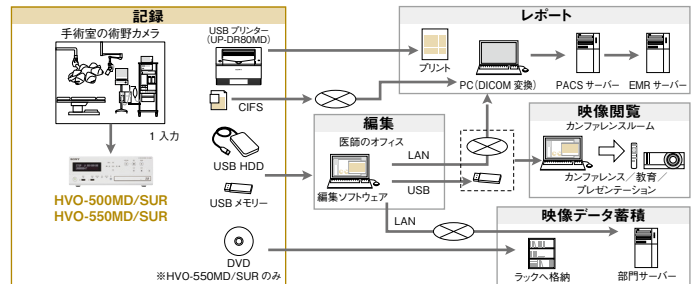 記録
手術室の術野カメラ
1 入力
HVO-500MD/SUR
HVO-550MD/SUR
USB プリンター
(UP-DR80MD)
CIFS
USB HDD
USB メモリー
DVD
※HVO-550MD/SUR のみ
編集
医師のオフィス
編集ソフトウェア
LAN
USB
LAN
レポート
プリント
PC(DICOM 変換)
PACS サーバー
EMR サーバー
映像閲覧
カンファレンスルーム
カンファレンス/教育/
プレゼンテーション
映像データ蓄積
ラックへ格納
部門サーバー